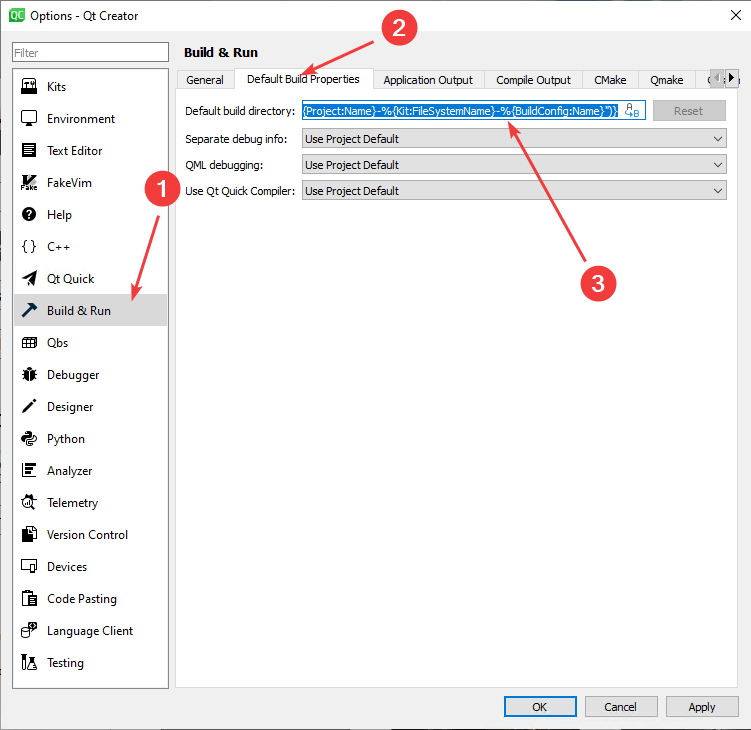 QC Options - Qt Creator
Filter
Build & Run
Kits
Environment
Text Editor
FakeVim
Help
C++
Qt Quick
Build & Run
Qbs
Debugger
Designer
Python
Analyzer
Telemetry
Version Control
Devices
Code Pasting
Language Client
Testing
General Default Build Properties Application Output Compile Output CMake Qmake
Default build directory: {Project:Name}-%{Kit:FileSystemName}-%{BuildConfig:Name}")} Reset
Separate debug info: Use Project Default
QML debugging: Use Project Default
Use Qt Quick Compiler: Use Project Default
1
2
3
OK Cancel Apply